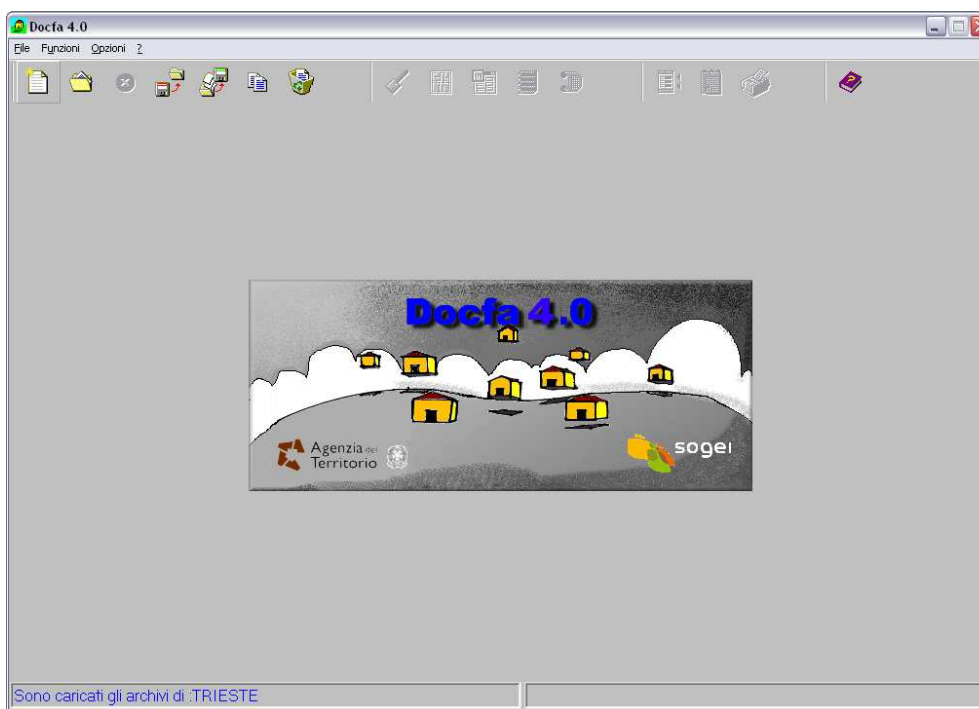 Docfa 4.0
File Funzioni Opzioni ?
Docfa 4.0
Agenzia del
Territorio
sogei
Sono caricati gli archivi di :TRIESTE